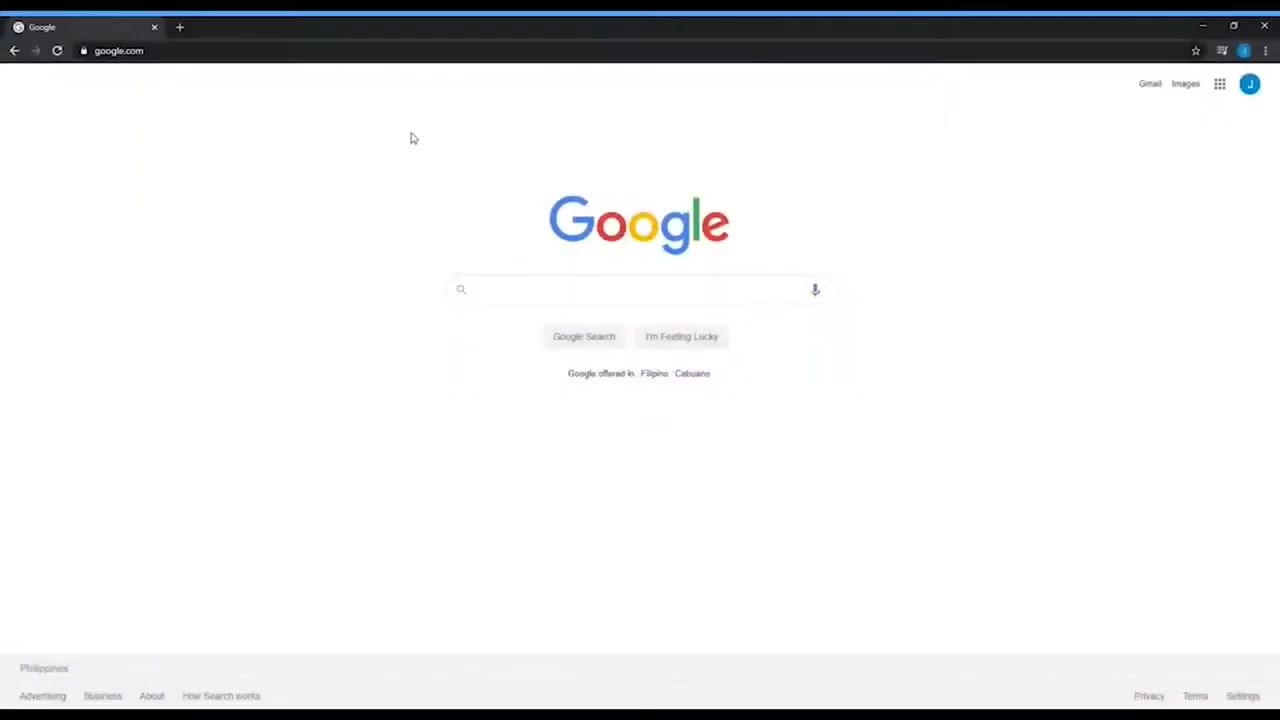 Google
google.com
Gmail Images
J
Google
Google Search I'm Feeling Lucky
Google offered in Filipino Cebuano
Philippines
Advertising Business About How Search works
Privacy Terms Settings